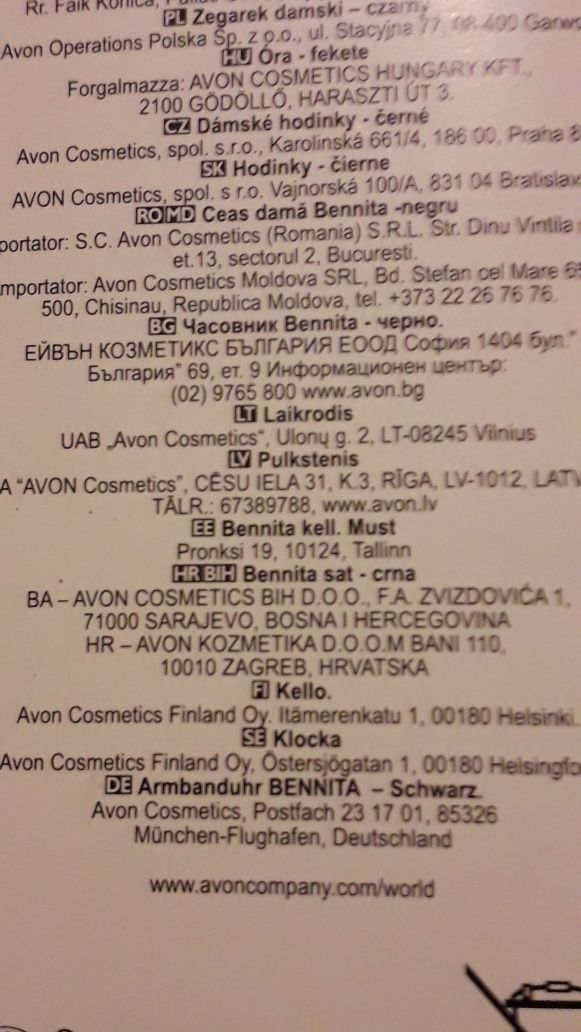 Rr. Faik Konica,
PL Zegarek damski – czarny
Avon Operations Polska Sp. z o.o., ul. Stacyjna 77, 08-400
HU Óra - fekete
Forgalmazza: AVON COSMETICS HUNGARY KFT.,
2100 GÖDÖLLŐ, HARASZTI ÚT 3.
CZ Dámské hodinky - černé
Avon Cosmetics, spol. s.r.o., Karolinská 661/4, 186 00, Praha 8
SK Hodinky - čierne
AVON Cosmetics, spol. s r.o. Vajnorská 100/A, 831 04 Bratislav
RO MD Ceas damă Bennita -negru
portator: S.C. Avon Cosmetics (Romania) S.R.L. Str. Dinu Vintila
et.13, sectorul 2, Bucuresti.
mportator: Avon Cosmetics Moldova SRL, Bd. Stefan cel Mare 65
500, Chisinau, Republica Moldova, tel. +373 22 26 76 76.
BG Часовник Bennita - черно.
ЕЙВЪН КОЗМЕТИКС БЪЛГАРИЯ ЕООД София 1404 бул."
България" 69, ет. 9 Информационен център:
(02) 9765 800 www.avon.bg
LT Laikrodis
UAB „Avon Cosmetics“, Ulonų g. 2, LT-08245 Vilnius
LV Pulkstenis
A “AVON Cosmetics”, CĒSU IELA 31, K.3, RĪGA, LV-1012, LATV
TĀLR.: 67389788, www.avon.lv
EE Bennita kell. Must
Pronksi 19, 10124, Tallinn
HR BIH Bennita sat - crna
BA – AVON COSMETICS BIH D.O.O., F.A. ZVIZDOVIĆA 1,
71000 SARAJEVO, BOSNA I HERCEGOVINA
HR – AVON KOZMETIKA D.O.O.M BANI 110,
10010 ZAGREB, HRVATSKA
FI Kello.
Avon Cosmetics Finland Oy. Itämerenkatu 1, 00180 Helsinki.
SE Klocka
Avon Cosmetics Finland Oy, Östersjögatan 1, 00180 Helsingfo
DE Armbanduhr BENNITA – Schwarz.
Avon Cosmetics, Postfach 23 17 01, 85326
München-Flughafen, Deutschland
www.avoncompany.com/world